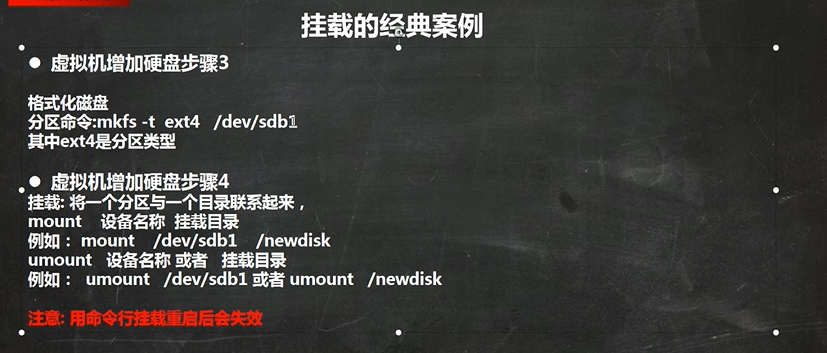 挂载的经典案例
● 虚拟机增加硬盘步骤3
格式化磁盘
分区命令:mkfs -t ext4 /dev/sdb1
其中ext4是分区类型
● 虚拟机增加硬盘步骤4
挂载: 将一个分区与一个目录联系起来，
mount 设备名称 挂载目录
例如： mount /dev/sdb1 /newdisk
umount 设备名称 或者 挂载目录
例如： umount /dev/sdb1 或者 umount /newdisk
注意: 用命令行挂载重启后会失效